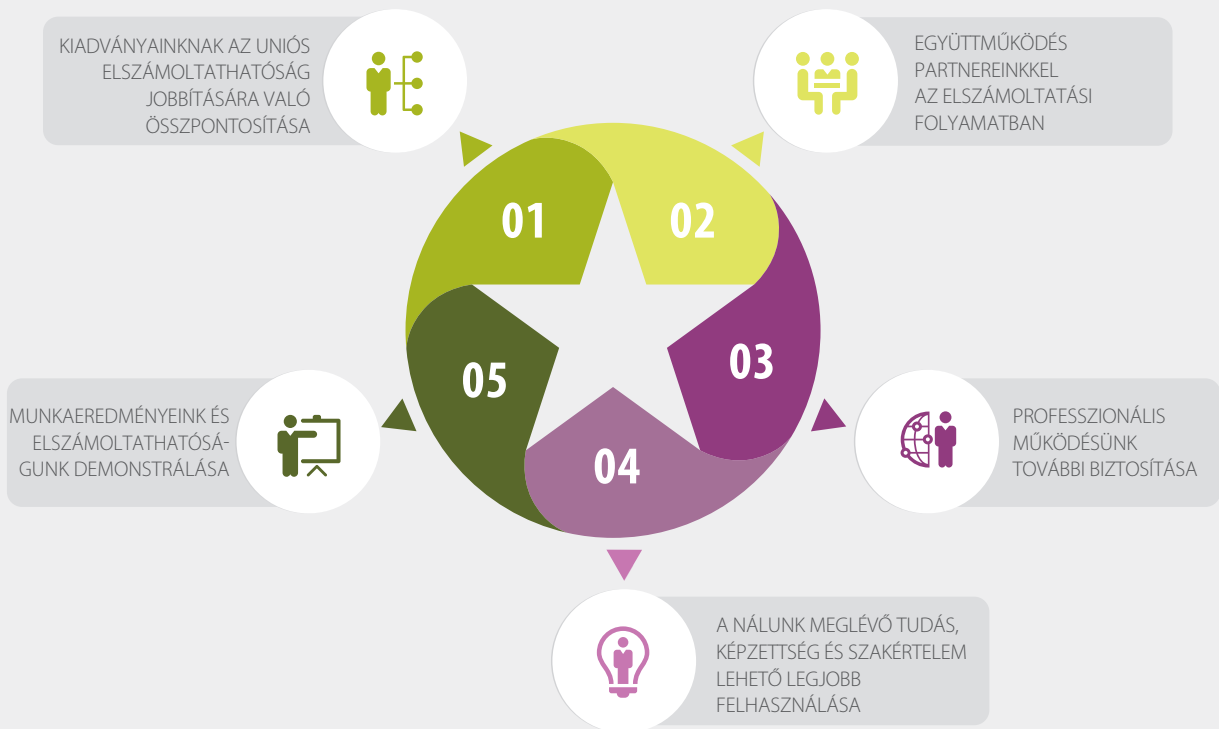 KIADVÁNYAINKNAK AZ UNIÓS
ELSZÁMOLTATHATÓSÁG
JOBBÍTÁSÁRA VALÓ
ÖSSZPONTOSÍTÁSA
01
EGYÜTTMŰKÖDÉS
PARTNEREINKKEL
AZ ELSZÁMOLTATÁSI
FOLYAMATBAN
02
03
PROFESSZIONÁLIS
MŰKÖDÉSÜNK
TOVÁBBI BIZTOSÍTÁSA
04
A NÁLUNK MEGLÉVŐ TUDÁS,
KÉPZETTSÉG ÉS SZAKÉRTELEM
LEHETŐ LEGJOBB
FELHASZNÁLÁSA
05
MUNKAEREDMÉNYEINK ÉS
ELSZÁMOLTATHATÓSÁ-
GUNK DEMONSTRÁLÁSA